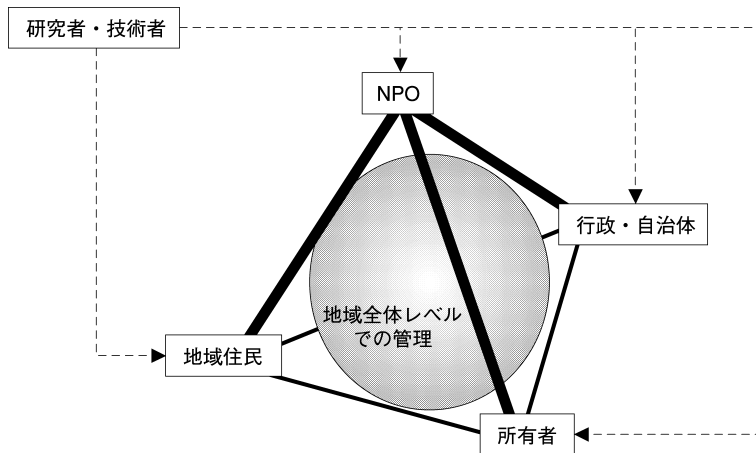 研究者・技術者
NPO
行政・自治体
地域全体レベル
での管理
地域住民
所有者